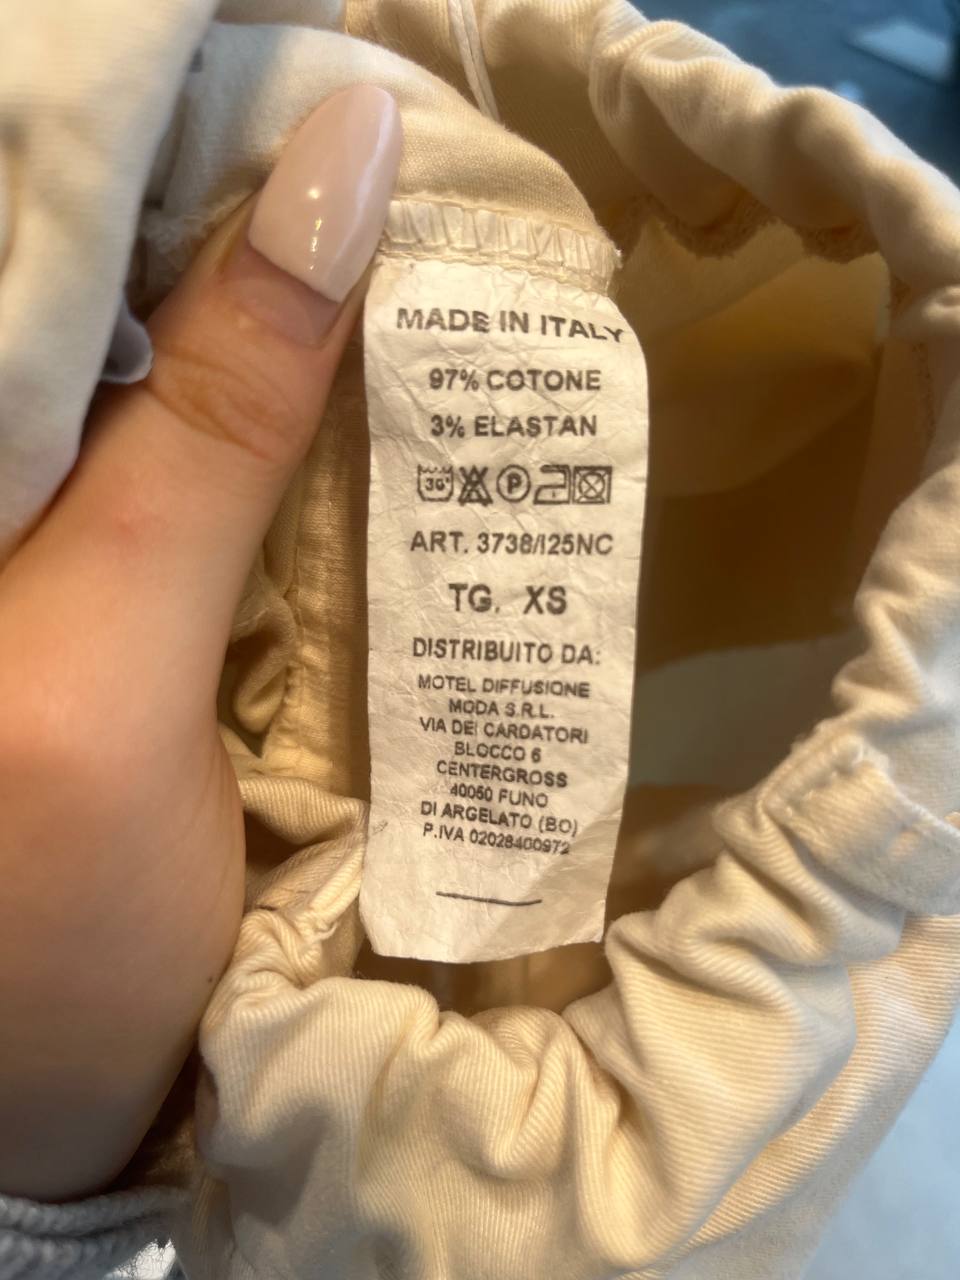 MADE IN ITALY
97% COTONE
3% ELASTAN
30° P
ART. 3738/125NC
TG. XS
DISTRIBUITO DA:
MOTEL DIFFUSIONE
MODA S.R.L.
VIA DEI CARDATORI
BLOCCO 6
CENTERGROSS
40050 FUNO
DI ARGELATO (BO)
P.IVA 02028400972